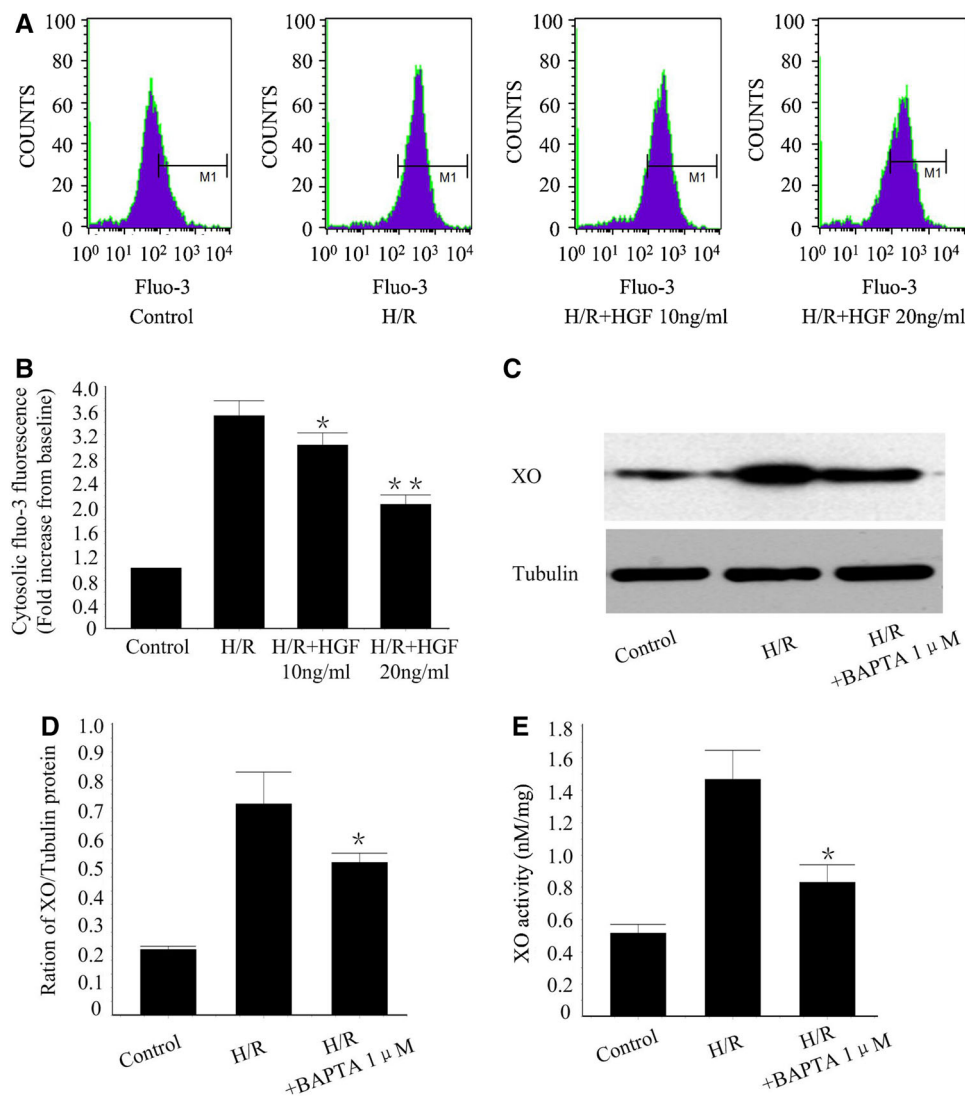 A
100
80
60
40
20
0
COUNTS
M1
10⁰ 10¹ 10² 10³ 10⁴
Fluo-3
Control
100
80
60
40
20
0
COUNTS
M1
10⁰ 10¹ 10² 10³ 10⁴
Fluo-3
H/R
100
80
60
40
20
0
COUNTS
M1
10⁰ 10¹ 10² 10³ 10⁴
Fluo-3
H/R+HGF 10ng/ml
100
80
60
40
20
0
COUNTS
M1
10⁰ 10¹ 10² 10³ 10⁴
Fluo-3
H/R+HGF 20ng/ml
B
Cytosolic fluo-3 fluorescence
(Fold increase from baseline)
4.0
3.6
3.2
2.8
2.4
2.0
1.6
1.2
0.8
0.4
0
*
**
Control
H/R
H/R+HGF
10ng/ml
H/R+HGF
20ng/ml
C
XO
Tubulin
Control
H/R
H/R
+BAPTA 1 μM
D
Ration of XO/Tubulin protein
1.0
0.9
0.8
0.7
0.6
0.5
0.4
0.3
0.2
0.1
0
*
Control
H/R
H/R
+BAPTA 1 μM
E
XO activity (nM/mg)
1.8
1.6
1.4
1.2
1.0
0.8
0.6
0.4
0.2
0
*
Control
H/R
H/R
+BAPTA 1 μM